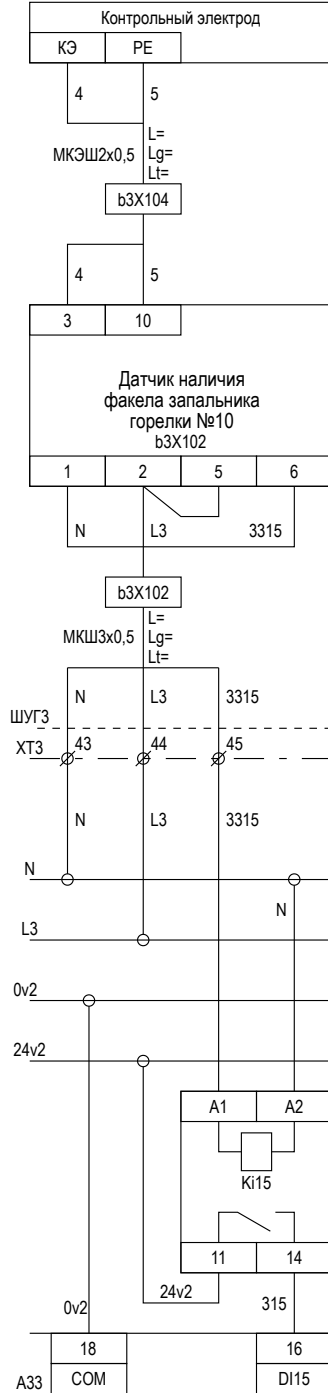 Контрольный электрод
КЭ PE
4 5
МКЭШ2х0,5
L=
Lg=
Lt=
b3X104
4 5
3 10
Датчик наличия
факела запальника
горелки №10
b3X102
1 2 5 6
N L3 3315
b3X102
МКШ3х0,5
L=
Lg=
Lt=
N L3 3315
ШУГ3
ХТ3 43 44 45
N L3 3315
N
N
L3
0v2
24v2
A1 A2
Ki15
11 14
24v2
0v2 315
18 16
A33 COM DI15